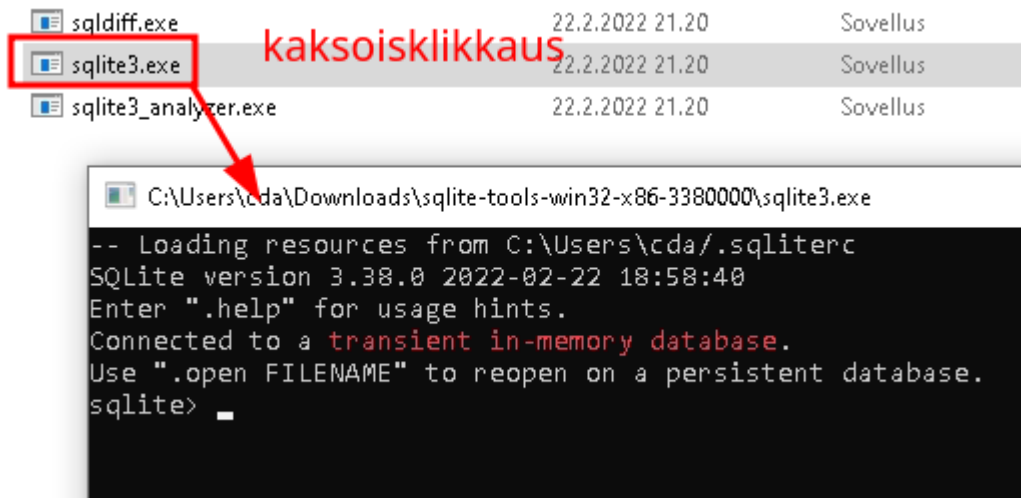 sqldiff.exe 22.2.2022 21.20 Sovellus
kaksoisklikkaus
sqlite3.exe 22.2.2022 21.20 Sovellus
sqlite3_analyzer.exe 22.2.2022 21.20 Sovellus
C:\Users\cda\Downloads\sqlite-tools-win32-x86-3380000\sqlite3.exe
-- Loading resources from C:\Users\cda/.sqliterc
SQLite version 3.38.0 2022-02-22 18:58:40
Enter ".help" for usage hints.
Connected to a transient in-memory database.
Use ".open FILENAME" to reopen on a persistent database.
sqlite> _